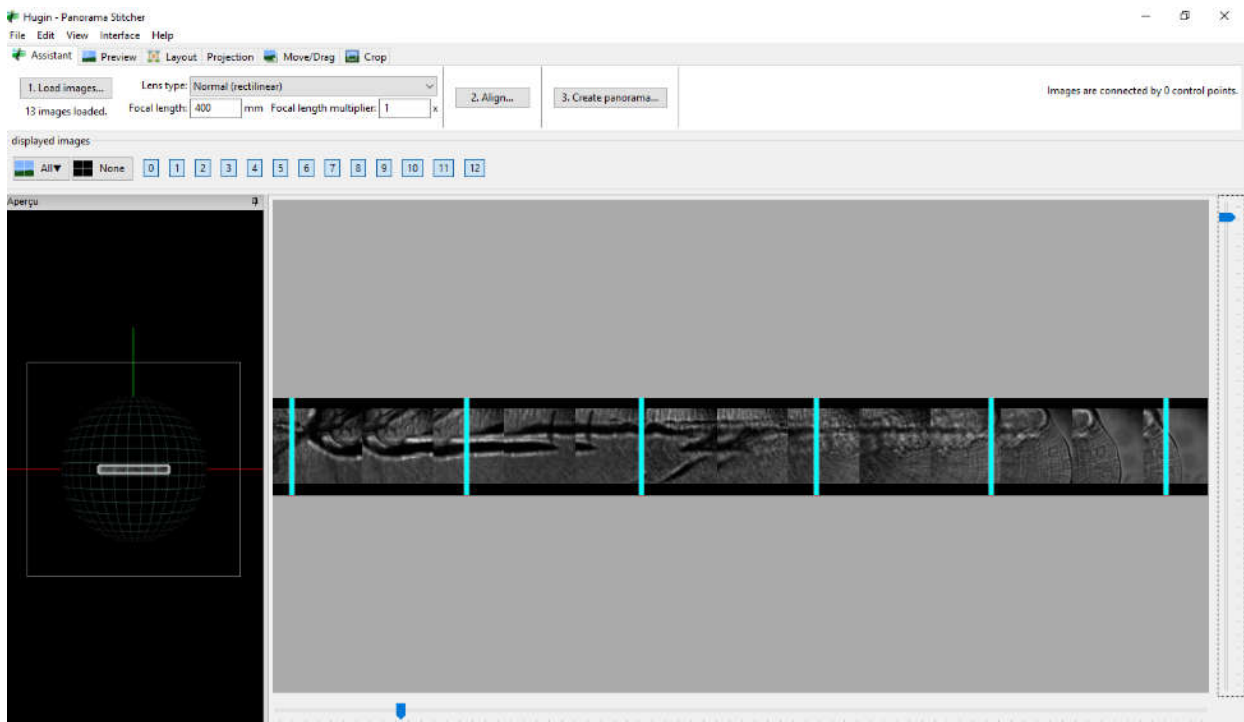 Hugin - Panorama Stitcher
File Edit View Interface Help
Assistant Preview Layout Projection Move/Drag Crop
1. Load images... Lens type: Normal (rectilinear) 2. Align... 3. Create panorama... Images are connected by 0 control points.
13 images loaded. Focal length: 400 mm Focal length multiplier: 1 x
displayed images
All▼ None 0 1 2 3 4 5 6 7 8 9 10 11 12
Aperçu